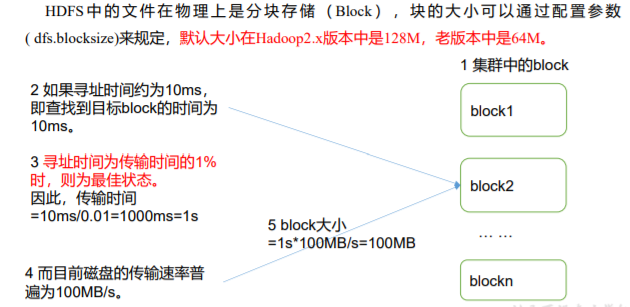 HDFS中的文件在物理上是分块存储（Block），块的大小可以通过配置参数
( dfs.blocksize)来规定，默认大小在Hadoop2.x版本中是128M，老版本中是64M。
1 集群中的block
2 如果寻址时间约为10ms，
即查找到目标block的时间为
10ms。
block1
3 寻址时间为传输时间的1%
时，则为最佳状态。
因此，传输时间
=10ms/0.01=1000ms=1s
block2
5 block大小
=1s*100MB/s=100MB
... ...
4 而目前磁盘的传输速率普
遍为100MB/s。
blockn